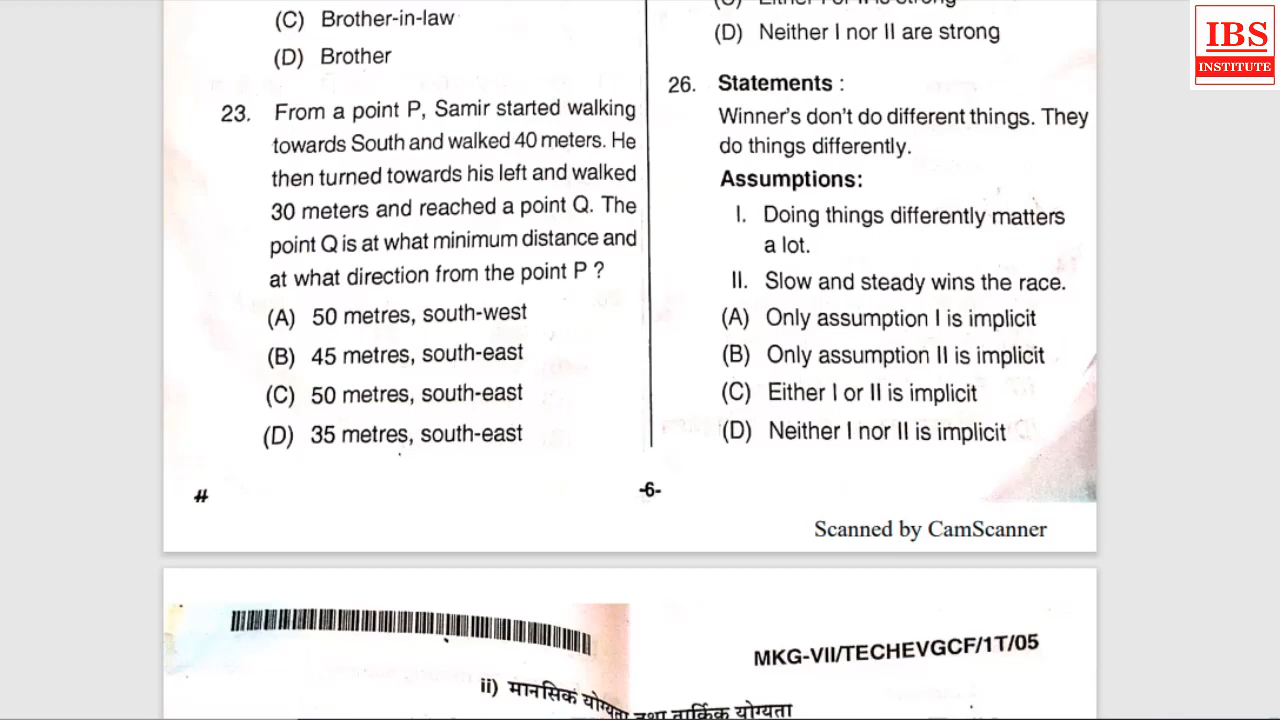 (C) Brother-in-law
(D) Brother
23. From a point P, Samir started walking
towards South and walked 40 meters. He
then turned towards his left and walked
30 meters and reached a point Q. The
point Q is at what minimum distance and
at what direction from the point P ?
(A) 50 metres, south-west
(B) 45 metres, south-east
(C) 50 metres, south-east
(D) 35 metres, south-east
#
(D) Neither I nor II are strong
26. Statements :
Winner's don't do different things. They
do things differently.
Assumptions:
I. Doing things differently matters
a lot.
II. Slow and steady wins the race.
(A) Only assumption I is implicit
(B) Only assumption II is implicit
(C) Either I or II is implicit
(D) Neither I nor II is implicit
-6-
Scanned by CamScanner
IBS
INSTITUTE
MKG-VII/TECHEVGCF/1T/05
ii) मानसिक योग्यता तथा तार्किक योग्यता